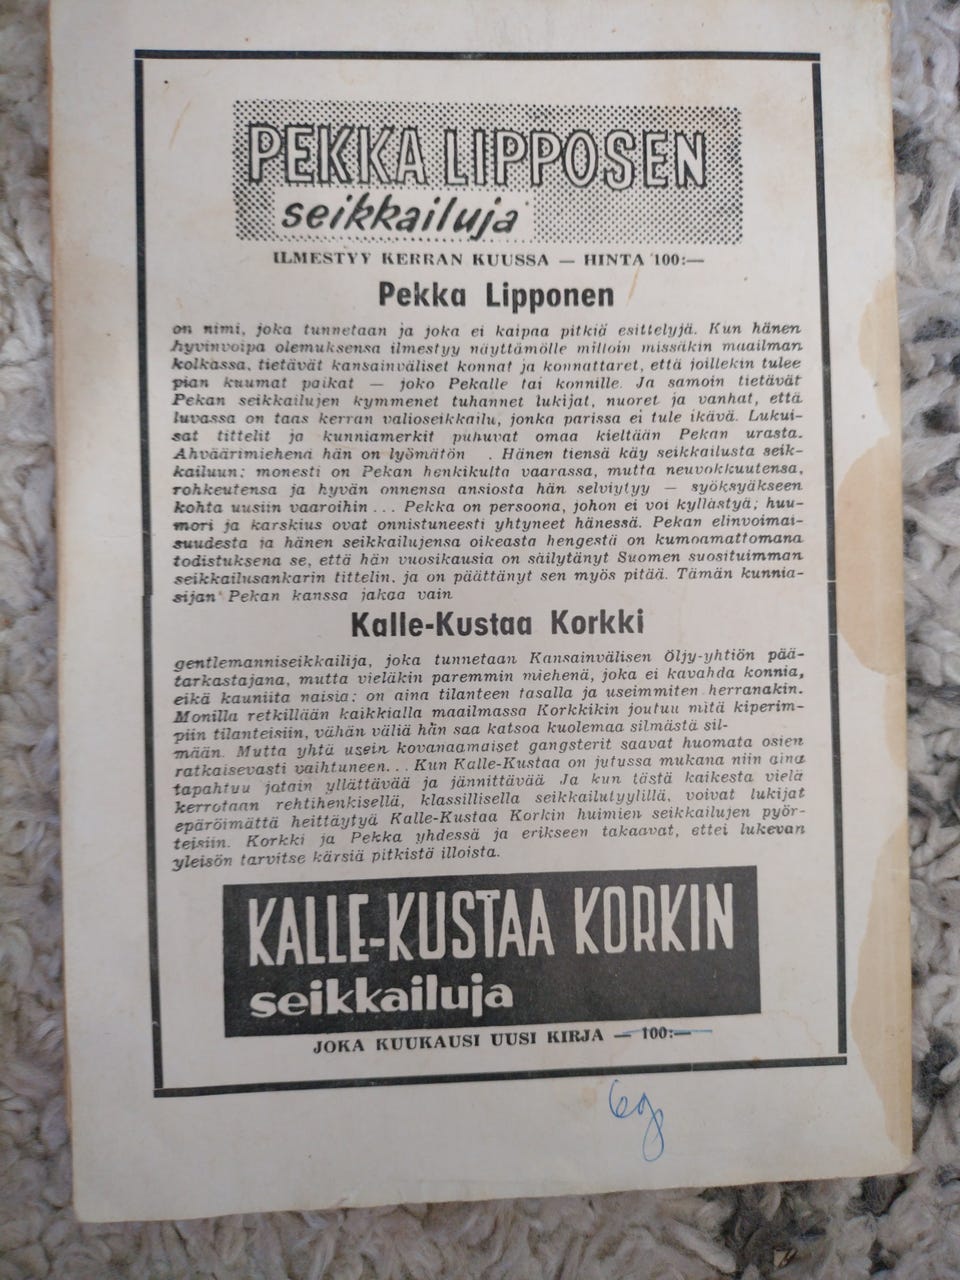 PEKKA LIPPOSEN
seikkailuja
ILMESTYY KERRAN KUUSSA — HINTA 100:—
Pekka Lipponen
on nimi, joka tunnetaan ja joka ei kaipaa pitkiä esittelyjä. Kun hänen
hyvinvoipa olemuksensa ilmestyy näyttämölle milloin missäkin maailman
kolkassa, tietävät kansainväliset konnat ja konnattaret, että joillekin tulee
pian kuumat paikat — joko Pekalle tai konnille. Ja samoin tietävät
Pekan seikkailujen kymmenet tuhannet lukijat, nuoret ja vanhat, että
luvassa on taas kerran valioseikkailu, jonka parissa ei tule ikävä. Lukui-
sat tittelit ja kunniamerkit puhuvat omaa kieltään Pekan urasta.
Ahväärimiehenä hän on lyömätön . Hänen tiensä käy seikkailusta seik-
kailuun: monesti on Pekan henkikulta vaarassa, mutta neuvokkuutensa,
rohkeutensa ja hyvän onnensa ansiosta hän selviytyy — syöksyäkseen
kohta uusiin vaaroihin ... Pekka on persoona, johon ei voi kyllästyä; huu-
mori ja karskius ovat onnistuneesti yhtyneet hänessä. Pekan elinvoimai-
suudesta ja hänen seikkailujensa oikeasta hengestä on kumoamattomana
todistuksena se, että hän vuosikausia on säilytänyt Suomen suosituimman
seikkailusankarin tittelin, ja on päättänyt sen myös pitää. Tämän kunnia-
sijan Pekan kanssa jakaa vain
Kalle-Kustaa Korkki
gentlemanniseikkailija, joka tunnetaan Kansainvälisen Öljy-yhtiön pää-
tarkastajana, mutta vieläkin paremmin miehenä, joka ei kavahda konnia,
eikä kauniita naisia: on aina tilanteen tasalla ja useimmiten herranakin.
Monilla retkillään kaikkialla maailmassa Korkkikin joutuu mitä kiperim-
piin tilanteisiin, vähän väliä hän saa katsoa kuolemaa silmästä sil-
mään. Mutta yhtä usein kovanaamaiset gangsterit saavat huomata osien
ratkaisevasti vaihtuneen... Kun Kalle-Kustaa on jutussa mukana niin aina
tapahtuu jotain yllättävää ja jännittävää Ja kun tästä kaikesta vielä
kerrotaan rehtihenkisellä, klassillisella seikkailutyylillä, voivat lukijat
epäröimättä heittäytyä Kalle-Kustaa Korkin huimien seikkailujen pyör-
teisiin. Korkki ja Pekka yhdessä ja erikseen takaavat, ettei lukevan
yleisön tarvitse kärsiä pitkistä illoista.
KALLE-KUSTAA KORKIN
seikkailuja
JOKA KUUKAUSI UUSI KIRJA — 100:—